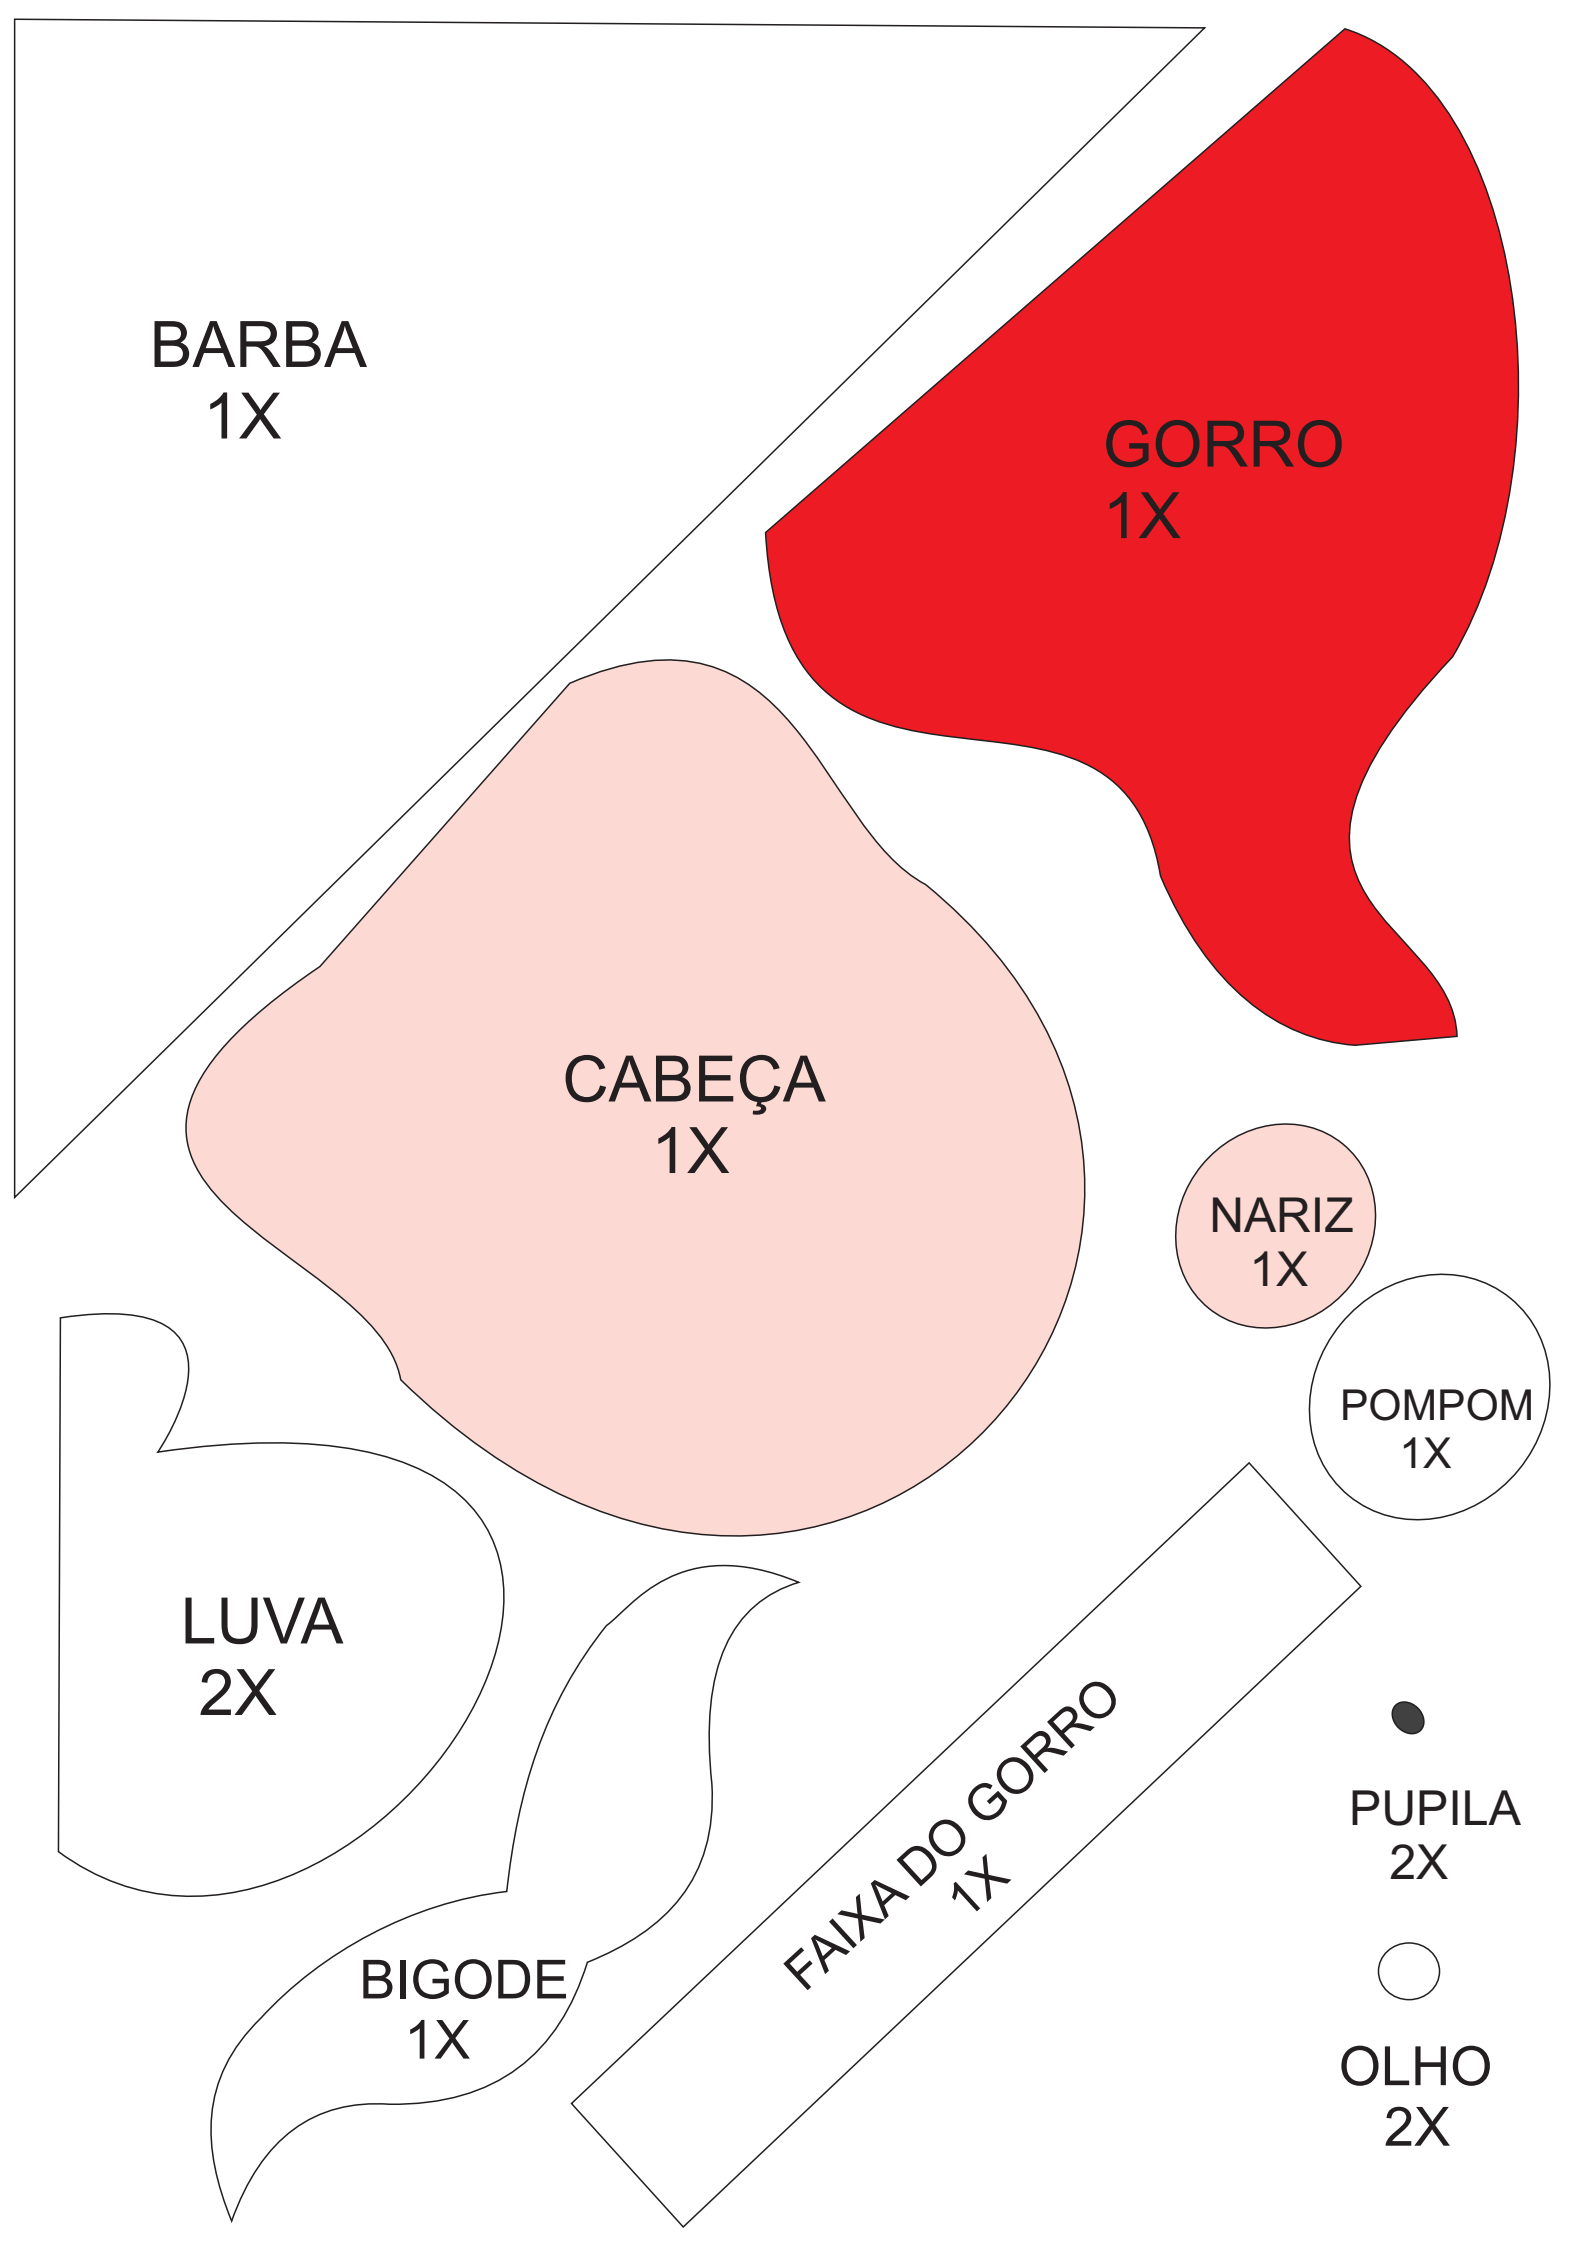 BARBA
1X
GORRO
1X
CABEÇA
1X
NARIZ
1X
POMPOM
1X
LUVA
2X
FAIXA DO GORRO
1X
PUPILA
2X
BIGODE
1X
OLHO
2X